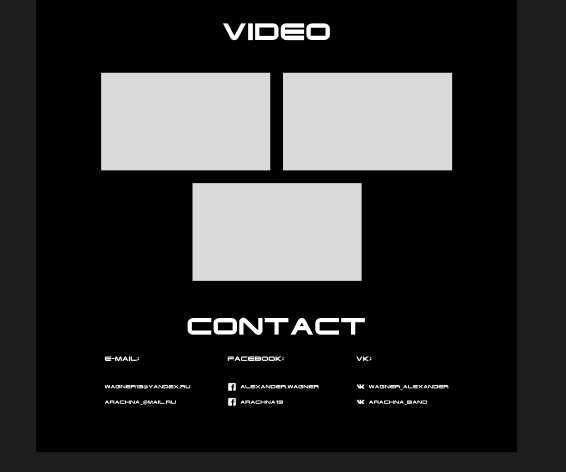 VIDEO
CONTACT
E-MAIL: FACEBOOK: VK:
WAGNER13@YANDEX.RU ALEXANDER.WAGNER WAGNER_ALEXANDER
ARACHNA_@MAIL.RU ARACHNA13 ARACHNA_BAND